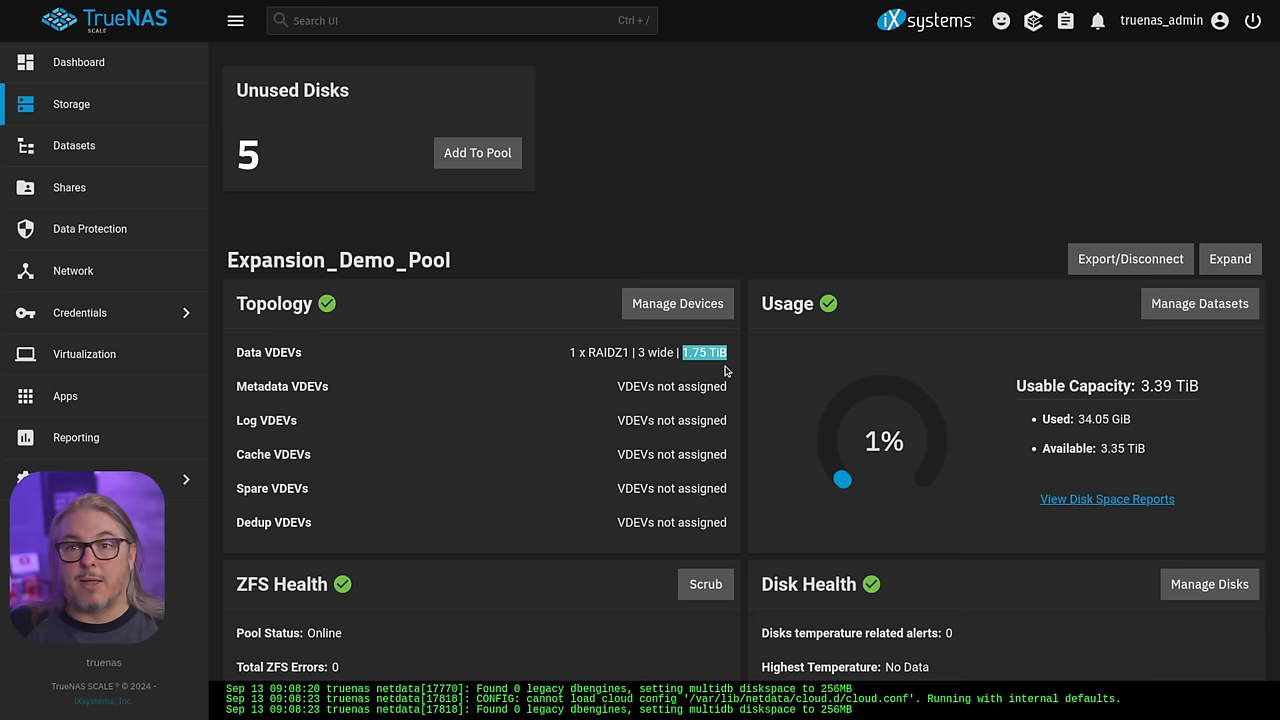 TrueNAS
SCALE
Search UI
Ctrl + /
iXsystems
truenas_admin
Dashboard
Storage
Datasets
Shares
Data Protection
Network
Credentials
Virtualization
Apps
Reporting
truenas
TrueNAS SCALE ® © 2024 -
iXsystems, Inc.
Unused Disks
5
Add To Pool
Expansion_Demo_Pool
Export/Disconnect
Expand
Topology
Manage Devices
Data VDEVs
1 x RAIDZ1 | 3 wide | 1.75 TiB
Metadata VDEVs
VDEVs not assigned
Log VDEVs
VDEVs not assigned
Cache VDEVs
VDEVs not assigned
Spare VDEVs
VDEVs not assigned
Dedup VDEVs
VDEVs not assigned
Usage
Manage Datasets
1%
Usable Capacity: 3.39 TiB
• Used: 34.05 GiB
• Available: 3.35 TiB
View Disk Space Reports
ZFS Health
Scrub
Pool Status: Online
Total ZFS Errors: 0
Disk Health
Manage Disks
Disks temperature related alerts: 0
Highest Temperature: No Data
Sep 13 09:08:20 truenas netdata[17770]: Found 0 legacy dbengines, setting multidb diskspace to 256MB
Sep 13 09:08:23 truenas netdata[17818]: CONFIG: cannot load cloud config '/var/lib/netdata/cloud.d/cloud.conf'. Running with internal defaults.
Sep 13 09:08:23 truenas netdata[17818]: Found 0 legacy dbengines, setting multidb diskspace to 256MB